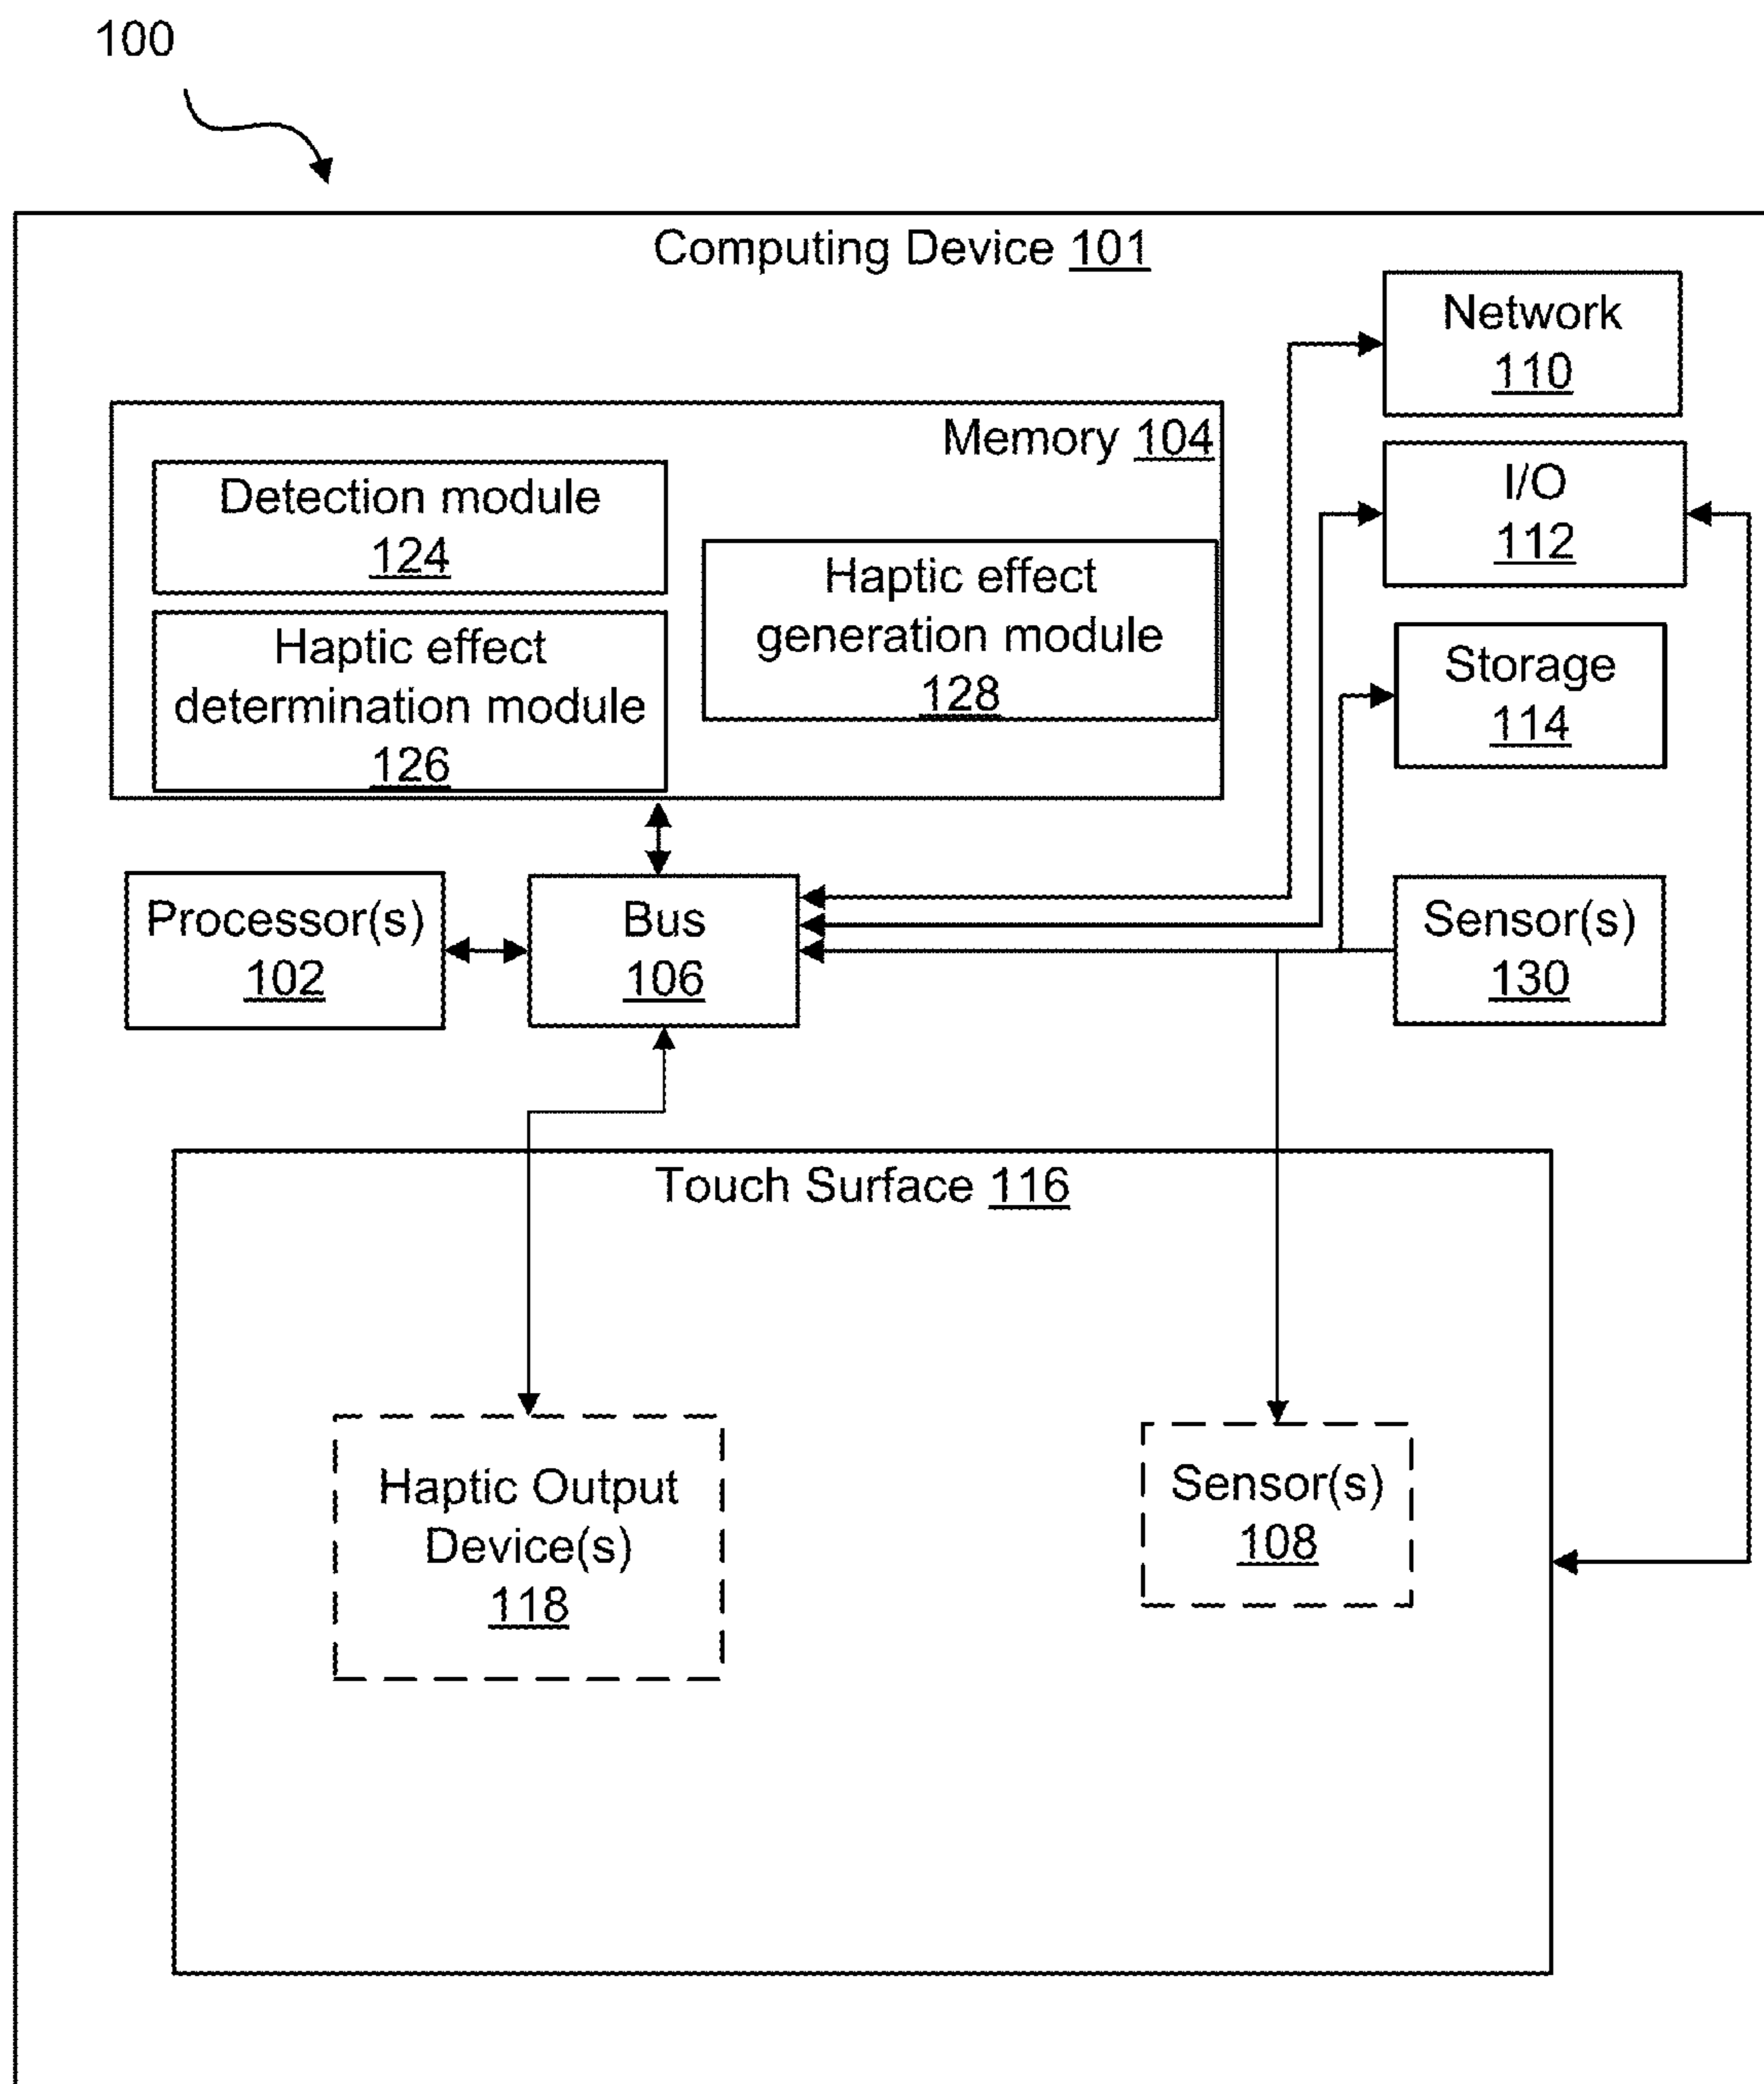 100
Computing Device 101
Network
110
Memory 104
I/O
112
Detection module
124
Haptic effect
generation module
128
Haptic effect
determination module
126
Storage
114
Processor(s)
102
Bus
106
Sensor(s)
130
Touch Surface 116
Haptic Output
Device(s)
118
Sensor(s)
108